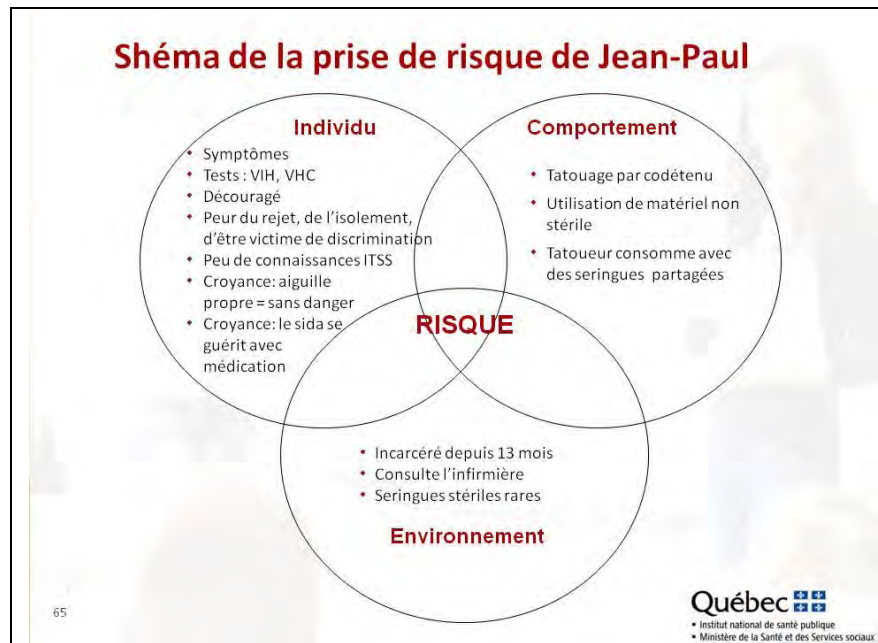 Shéma de la prise de risque de Jean-Paul
Individu
• Symptômes
• Tests : VIH, VHC
• Découragé
• Peur du rejet, de l'isolement,
d'être victime de discrimination
• Peu de connaissances ITSS
• Croyance: aiguille
propre = sans danger
• Croyance: le sida se
guérit avec
médication
Comportement
• Tatouage par codétenu
• Utilisation de matériel non
stérile
• Tatoueur consomme avec
des seringues partagées
RISQUE
• Incarcéré depuis 13 mois
• Consulte l'infirmière
• Seringues stériles rares
Environnement
65
Québec
• Institut national de santé publique
• Ministère de la Santé et des Services sociaux